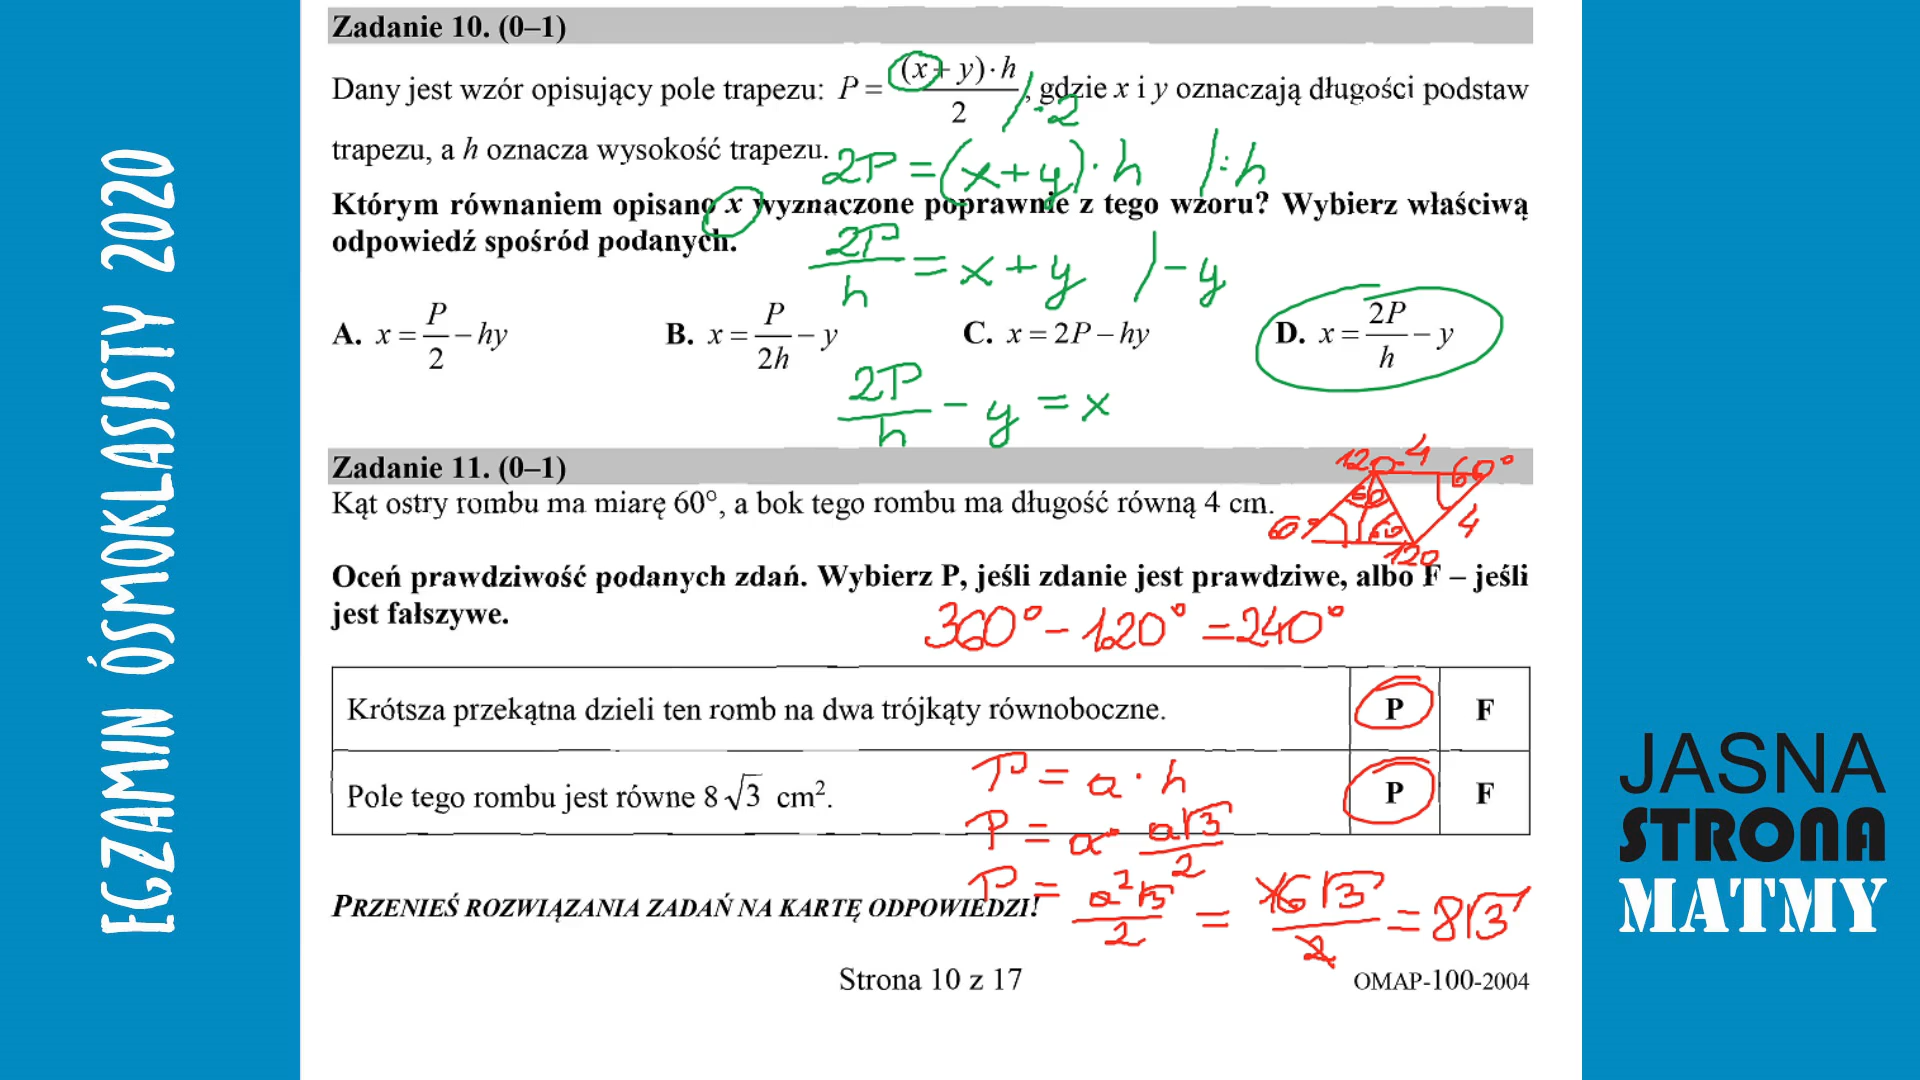 EGZAMIN ÓSMOKLASISTY 2020
Zadanie 10. (0–1)
Dany jest wzór opisujący pole trapezu: P = (x + y) · h / 2, gdzie x i y oznaczają długości podstaw
/·2
trapezu, a h oznacza wysokość trapezu.
2P = (x+y)·h /:h
Którym równaniem opisano x wyznaczone poprawnie z tego wzoru? Wybierz właściwą
odpowiedź spośród podanych.
2P/h = x+y /-y
A. x = P/2 – hy B. x = P/2h – y C. x = 2P – hy D. x = 2P/h – y
2P/h - y = x
Zadanie 11. (0–1)
Kąt ostry rombu ma miarę 60°, a bok tego rombu ma długość równą 4 cm.
120 4 60°
60
60 4
120
Oceń prawdziwość podanych zdań. Wybierz P, jeśli zdanie jest prawdziwe, albo F – jeśli
jest fałszywe.
360° - 120° = 240°
Krótsza przekątna dzieli ten romb na dwa trójkąty równoboczne. P F
Pole tego rombu jest równe 8√3 cm². P F
P = a · h
P = a · a√3/2
P = a²√3/2 = 16√3/2 = 8√3
PRZENIEŚ ROZWIĄZANIA ZADAŃ NA KARTĘ ODPOWIEDZI!
Strona 10 z 17
OMAP-100-2004
JASNA
STRONA
MATMY